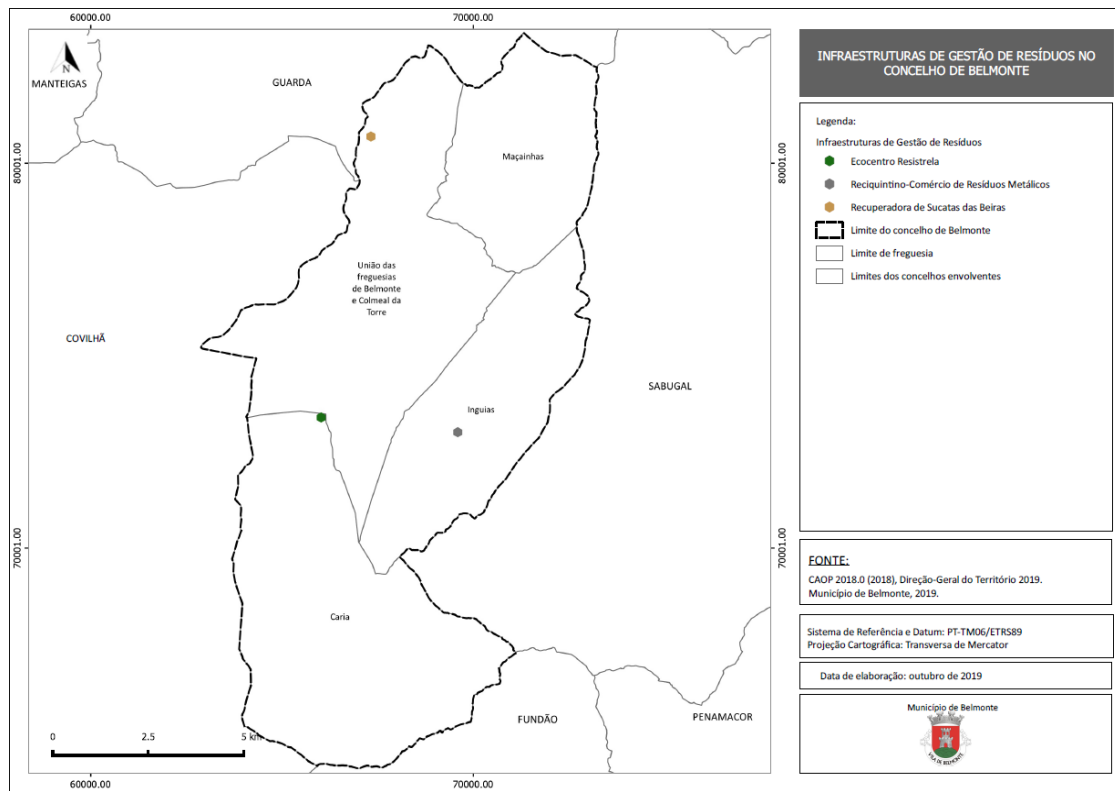 60000.00
70000.00
N
MANTEIGAS
GUARDA
80001.00
80001.00
Maçainhas
União das
freguesias
de Belmonte
e Colmeal da
Torre
COVILHÃ
SABUGAL
Inguias
70001.00
70001.00
Caria
FUNDÃO
PENAMACOR
0
2.5
5 km
60000.00
70000.00
INFRAESTRUTURAS DE GESTÃO DE RESÍDUOS NO
CONCELHO DE BELMONTE
Legenda:
Infraestruturas de Gestão de Resíduos
Ecocentro Resistrela
Reciquintino-Comércio de Resíduos Metálicos
Recuperadora de Sucatas das Beiras
Limite do concelho de Belmonte
Limite de freguesia
Limites dos concelhos envolventes
FONTE:
CAOP 2018.0 (2018), Direção-Geral do Território 2019.
Município de Belmonte, 2019.
Sistema de Referência e Datum: PT-TM06/ETRS89
Projeção Cartográfica: Transversa de Mercator
Data de elaboração: outubro de 2019
Município de Belmonte
VILA DE BELMONTE